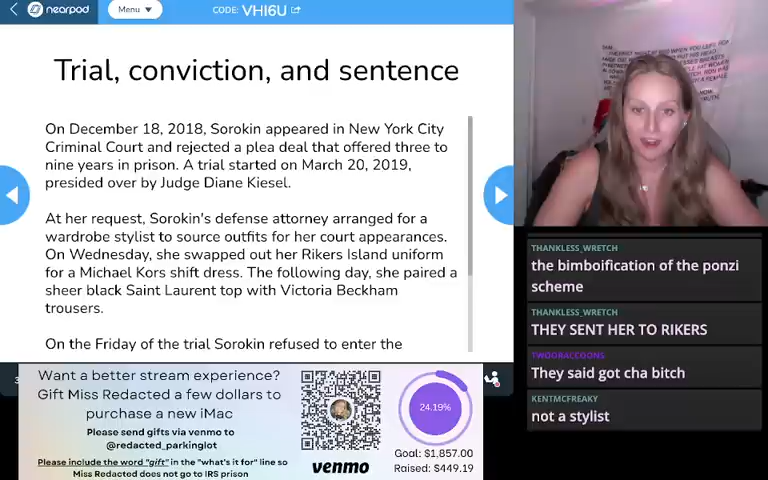 nearpod
Menu
CODE: VHI6U
Trial, conviction, and sentence
On December 18, 2018, Sorokin appeared in New York City
Criminal Court and rejected a plea deal that offered three to
nine years in prison. A trial started on March 20, 2019,
presided over by Judge Diane Kiesel.
At her request, Sorokin's defense attorney arranged for a
wardrobe stylist to source outfits for her court appearances.
On Wednesday, she swapped out her Rikers Island uniform
for a Michael Kors shift dress. The following day, she paired a
sheer black Saint Laurent top with Victoria Beckham
trousers.
On the Friday of the trial Sorokin refused to enter the
THANKLESS_WRETCH
the bimboification of the ponzi
scheme
THANKLESS_WRETCH
THEY SENT HER TO RIKERS
TWOORACOONS
They said got cha bitch
KENTMCFREAKY
not a stylist
Want a better stream experience?
Gift Miss Redacted a few dollars to
purchase a new iMac
Please send gifts via venmo to
@redacted_parkinglot
Please include the word "gift" in the "what's it for" line so
Miss Redacted does not go to IRS prison
venmo
24.19%
Goal: $1,857.00
Raised: $449.19